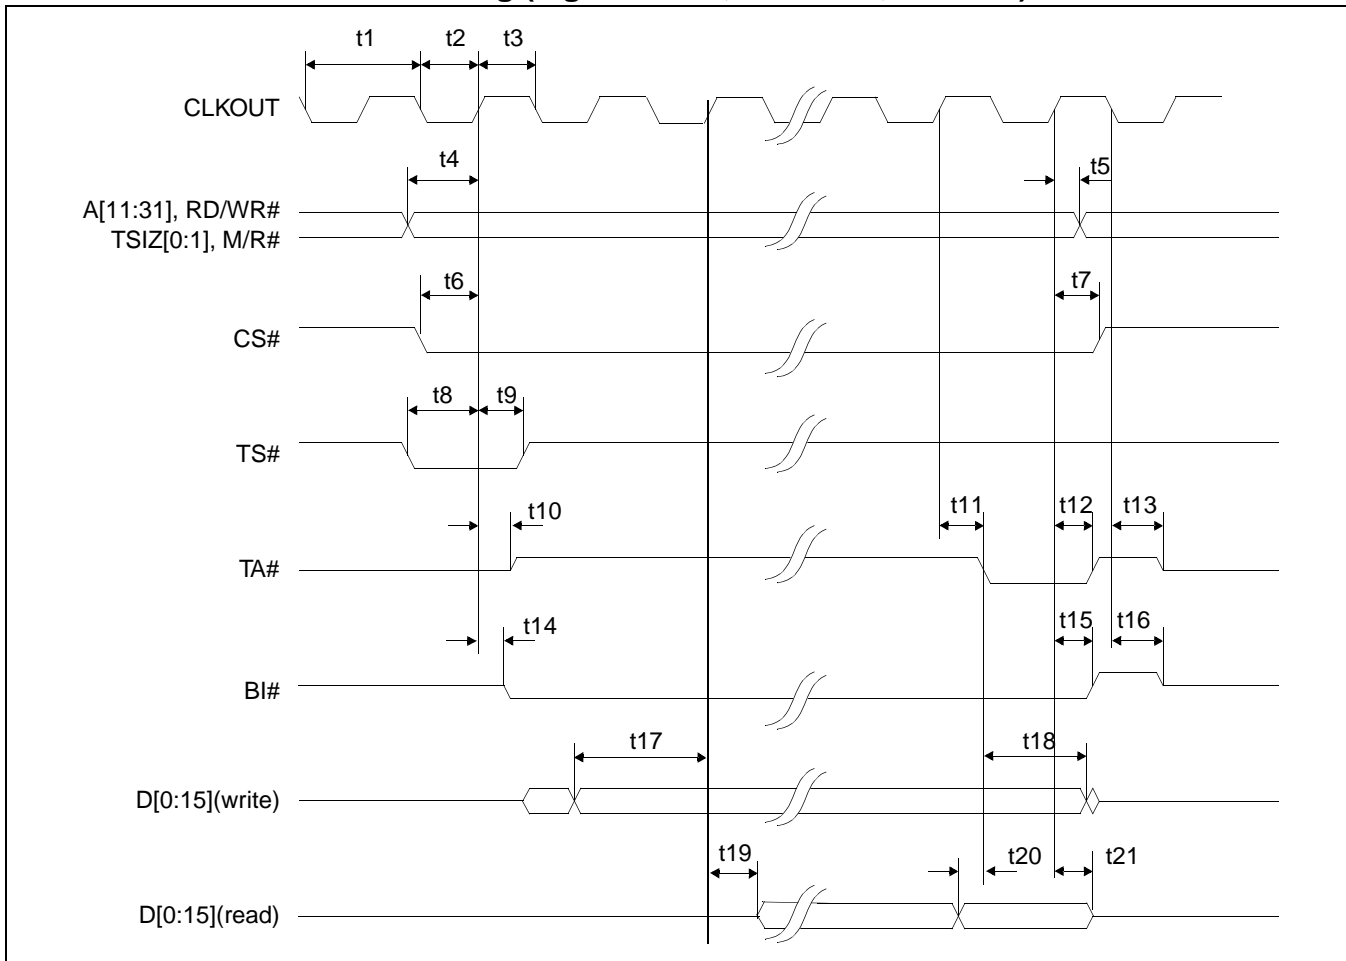 t1 t2 t3
CLKOUT
t4 t5
A[11:31], RD/WR#
TSIZ[0:1], M/R#
t6 t7
CS#
t8 t9
TS#
t10 t11 t12 t13
TA#
t14 t15 t16
BI#
t17 t18
D[0:15](write)
t19 t20 t21
D[0:15](read)